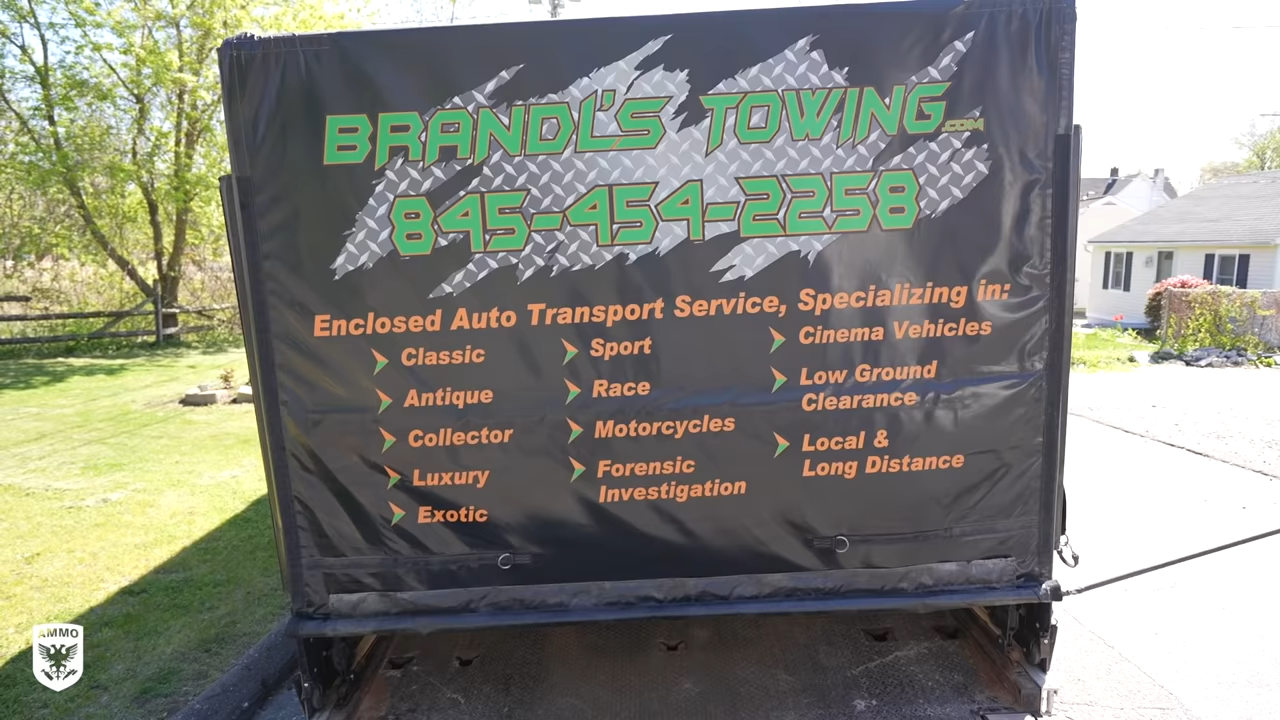 BRANDL'S TOWING.COM
845-454-2258
Enclosed Auto Transport Service, Specializing in:
Classic
Antique
Collector
Luxury
Exotic
Sport
Race
Motorcycles
Forensic
Investigation
Cinema Vehicles
Low Ground
Clearance
Local &
Long Distance
AMMO